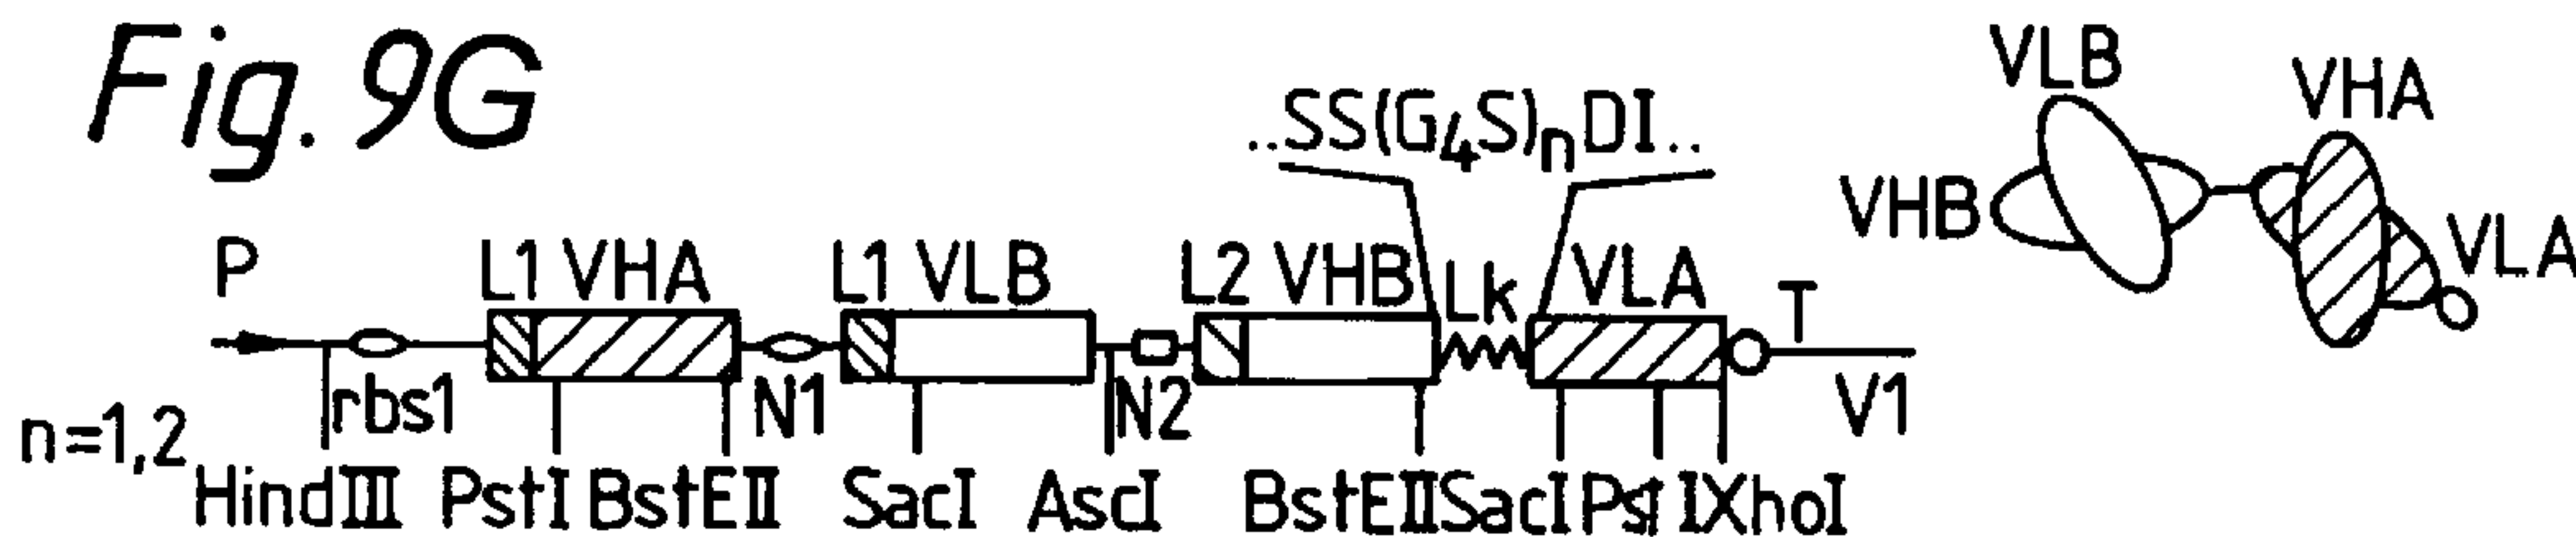 Fig. 9G
..SS(G4S)nDI..
VLB
VHA
VHB
VLA
P
L1 VHA
L1 VLB
L2 VHB
Lk
VLA
T
rbs1
N1
N2
V1
n=1,2
HindIII PstI BstEII SacI AscI BstEII SacI PstI XhoI